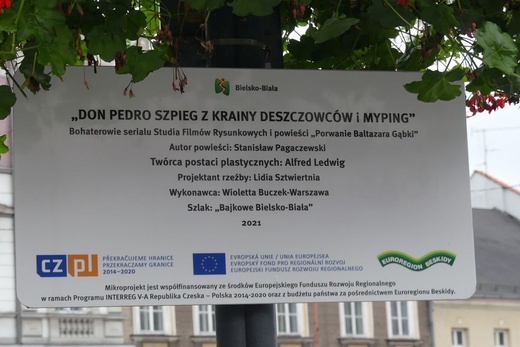 Bielsko-Biała
„DON PEDRO SZPIEG Z KRAINY DESZCZOWCÓW i MYPING”
Bohaterowie serialu Studia Filmów Rysunkowych i powieści „Porwanie Baltazara Gąbki”
Autor powieści: Stanisław Pagaczewski
Twórca postaci plastycznych: Alfred Ledwig
Projektant rzeźby: Lidia Sztwiertnia
Wykonawca: Wioletta Buczek-Warszawa
Szlak: „Bajkowe Bielsko-Biała”
2021
cz pl
PŘEKRAČUJEME HRANICE
PRZEKRACZAMY GRANICE
2014–2020
EVROPSKÁ UNIE / UNIA EUROPEJSKA
EVROPSKÝ FOND PRO REGIONÁLNÍ ROZVOJ
EUROPEJSKI FUNDUSZ ROZWOJU REGIONALNEGO
EUROREGION BESKIDY
Mikroprojekt jest współfinansowany ze środków Europejskiego Funduszu Rozwoju Regionalnego
w ramach Programu INTERREG V-A Republika Czeska – Polska 2014-2020 oraz z budżetu państwa za pośrednictwem Euroregionu Beskidy.